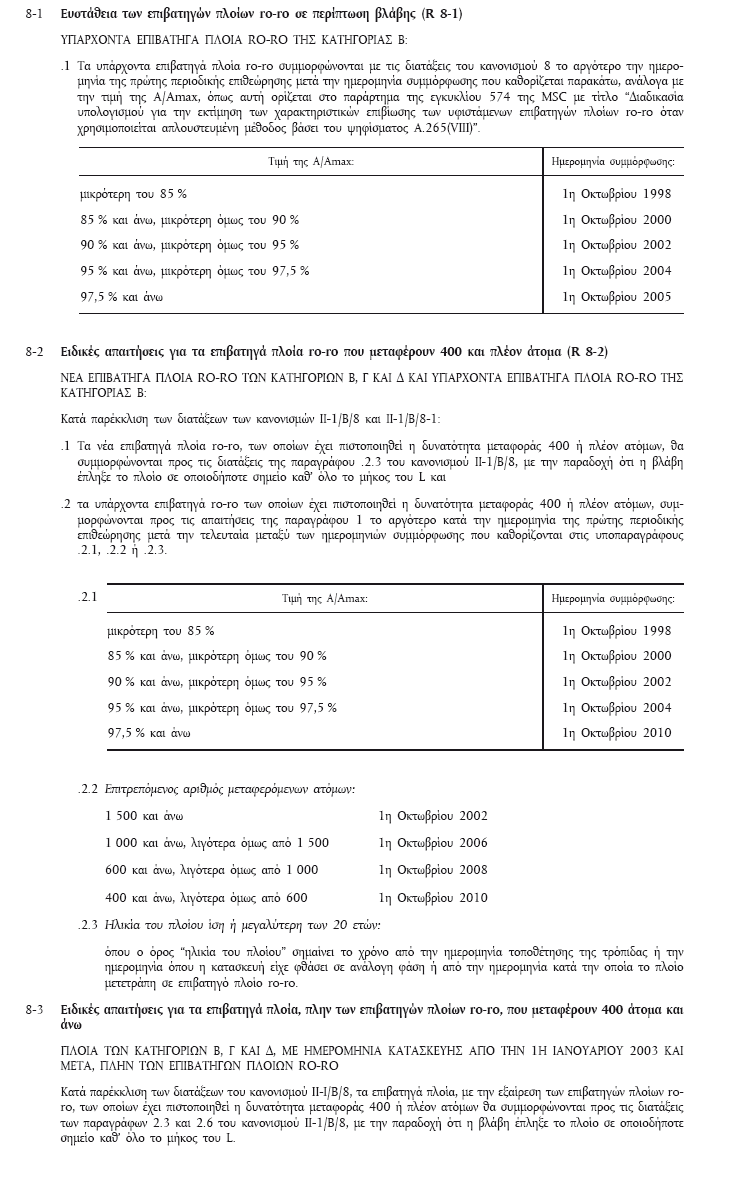 8-1 Ευστάθεια των επιβατηγών πλοίων ro-ro σε περίπτωση βλάβης (R 8-1)
ΥΠΑΡΧΟΝΤΑ ΕΠΙΒΑΤΗΓΑ ΠΛΟΙΑ RO-RO ΤΗΣ ΚΑΤΗΓΟΡΙΑΣ Β:
.1 Τα υπάρχοντα επιβατηγά πλοία ro-ro συμμορφώνονται με τις διατάξεις του κανονισμού 8 το αργότερο την ημερο-
μηνία της πρώτης περιοδικής επιθεώρησης μετά την ημερομηνία συμμόρφωσης που καθορίζεται παρακάτω, ανάλογα με
την τιμή της A/Amax, όπως αυτή ορίζεται στο παράρτημα της εγκυκλίου 574 της MSC με τίτλο “Διαδικασία
υπολογισμού για την εκτίμηση των χαρακτηριστικών επιβίωσης των υφιστάμενων επιβατηγών πλοίων ro-ro όταν
χρησιμοποιείται απλουστευμένη μέθοδος βάσει του ψηφίσματος A.265(VIII)”.
Τιμή της A/Amax: Ημερομηνία συμμόρφωσης:
μικρότερη του 85 % 1η Οκτωβρίου 1998
85 % και άνω, μικρότερη όμως του 90 % 1η Οκτωβρίου 2000
90 % και άνω, μικρότερη όμως του 95 % 1η Οκτωβρίου 2002
95 % και άνω, μικρότερη όμως του 97,5 % 1η Οκτωβρίου 2004
97,5 % και άνω 1η Οκτωβρίου 2005
8-2 Ειδικές απαιτήσεις για τα επιβατηγά πλοία ro-ro που μεταφέρουν 400 και πλέον άτομα (R 8-2)
ΝΕΑ ΕΠΙΒΑΤΗΓΑ ΠΛΟΙΑ RO-RO ΤΩΝ ΚΑΤΗΓΟΡΙΩΝ Β, Γ ΚΑΙ Δ ΚΑΙ ΥΠΑΡΧΟΝΤΑ ΕΠΙΒΑΤΗΓΑ ΠΛΟΙΑ RO-RO ΤΗΣ
ΚΑΤΗΓΟΡΙΑΣ Β:
Κατά παρέκκλιση των διατάξεων των κανονισμών II-1/B/8 και II-1/B/8-1:
.1 Τα νέα επιβατηγά πλοία ro-ro, των οποίων έχει πιστοποιηθεί η δυνατότητα μεταφοράς 400 ή πλέον ατόμων, θα
συμμορφώνονται προς τις διατάξεις της παραγράφου .2.3 του κανονισμού II-1/B/8, με την παραδοχή ότι η βλάβη
έπληξε το πλοίο σε οποιοδήποτε σημείο καθ’ όλο το μήκος του L και
.2 τα υπάρχοντα επιβατηγά ro-ro των οποίων έχει πιστοποιηθεί η δυνατότητα μεταφοράς 400 ή πλέον ατόμων, συμ-
μορφώνονται προς τις απαιτήσεις της παραγράφου 1 το αργότερο κατά την ημερομηνία της πρώτης περιοδικής
επιθεώρησης μετά την τελευταία μεταξύ των ημερομηνιών συμμόρφωσης που καθορίζονται στις υποπαραγράφους
.2.1, .2.2 ή .2.3.
.2.1 Τιμή της A/Amax: Ημερομηνία συμμόρφωσης:
μικρότερη του 85 % 1η Οκτωβρίου 1998
85 % και άνω, μικρότερη όμως του 90 % 1η Οκτωβρίου 2000
90 % και άνω, μικρότερη όμως του 95 % 1η Οκτωβρίου 2002
95 % και άνω, μικρότερη όμως του 97,5 % 1η Οκτωβρίου 2004
97,5 % και άνω 1η Οκτωβρίου 2010
.2.2 Επιτρεπόμενος αριθμός μεταφερόμενων ατόμων:
1 500 και άνω 1η Οκτωβρίου 2002
1 000 και άνω, λιγότερα όμως από 1 500 1η Οκτωβρίου 2006
600 και άνω, λιγότερα όμως από 1 000 1η Οκτωβρίου 2008
400 και άνω, λιγότερα όμως από 600 1η Οκτωβρίου 2010
.2.3 Ηλικία του πλοίου ίση ή μεγαλύτερη των 20 ετών:
όπου ο όρος “ηλικία του πλοίου” σημαίνει το χρόνο από την ημερομηνία τοποθέτησης της τρόπιδας ή την
ημερομηνία όπου η κατασκευή είχε φθάσει σε ανάλογη φάση ή από την ημερομηνία κατά την οποία το πλοίο
μετετράπη σε επιβατηγό πλοίο ro-ro.
8-3 Ειδικές απαιτήσεις για τα επιβατηγά πλοία, πλην των επιβατηγών πλοίων ro-ro, που μεταφέρουν 400 άτομα και
άνω
ΠΛΟΙΑ ΤΩΝ ΚΑΤΗΓΟΡΙΩΝ Β, Γ ΚΑΙ Δ, ΜΕ ΗΜΕΡΟΜΗΝΙΑ ΚΑΤΑΣΚΕΥΗΣ ΑΠΟ ΤΗΝ 1Η ΙΑΝΟΥΑΡΙΟΥ 2003 ΚΑΙ
ΜΕΤΑ, ΠΛΗΝ ΤΩΝ ΕΠΙΒΑΤΗΓΩΝ ΠΛΟΙΩΝ RO-RO
Κατά παρέκκλιση των διατάξεων του κανονισμού II-I/B/8, τα επιβατηγά πλοία, με την εξαίρεση των επιβατηγών πλοίων ro-
ro, των οποίων έχει πιστοποιηθεί η δυνατότητα μεταφοράς 400 ή πλέον ατόμων θα συμμορφώνονται προς τις διατάξεις
των παραγράφων 2.3 και 2.6 του κανονισμού II-1/B/8, με την παραδοχή ότι η βλάβη έπληξε το πλοίο σε οποιοδήποτε
σημείο καθ’ όλο το μήκος του L.